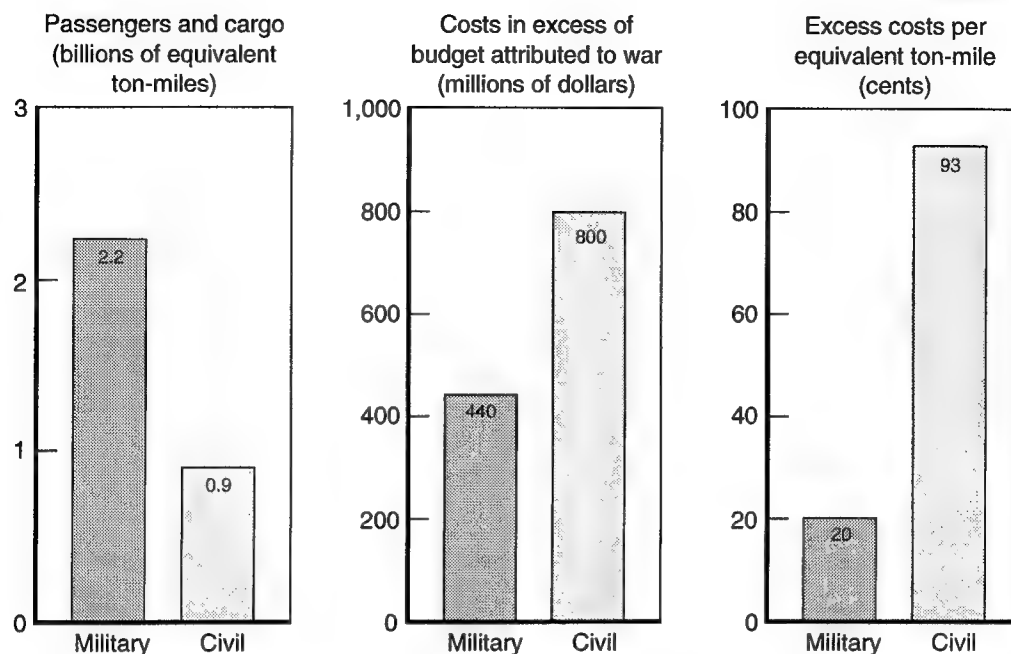 Passengers and cargo
(billions of equivalent
ton-miles)
3
2
1
0
2.2
0.9
Military Civil
Costs in excess of
budget attributed to war
(millions of dollars)
1,000
800
600
400
200
0
440
800
Military Civil
Excess costs per
equivalent ton-mile
(cents)
100
80
60
40
20
0
20
93
Military Civil